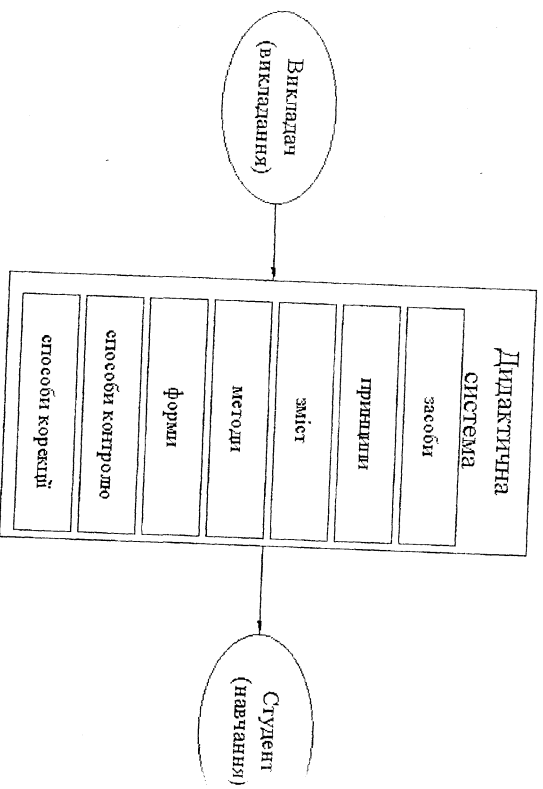 Викладач
(викладання)
Дидактична
система
засоби
принципи
зміст
методи
форми
способи контролю
способи корекції
Студент
(навчання)